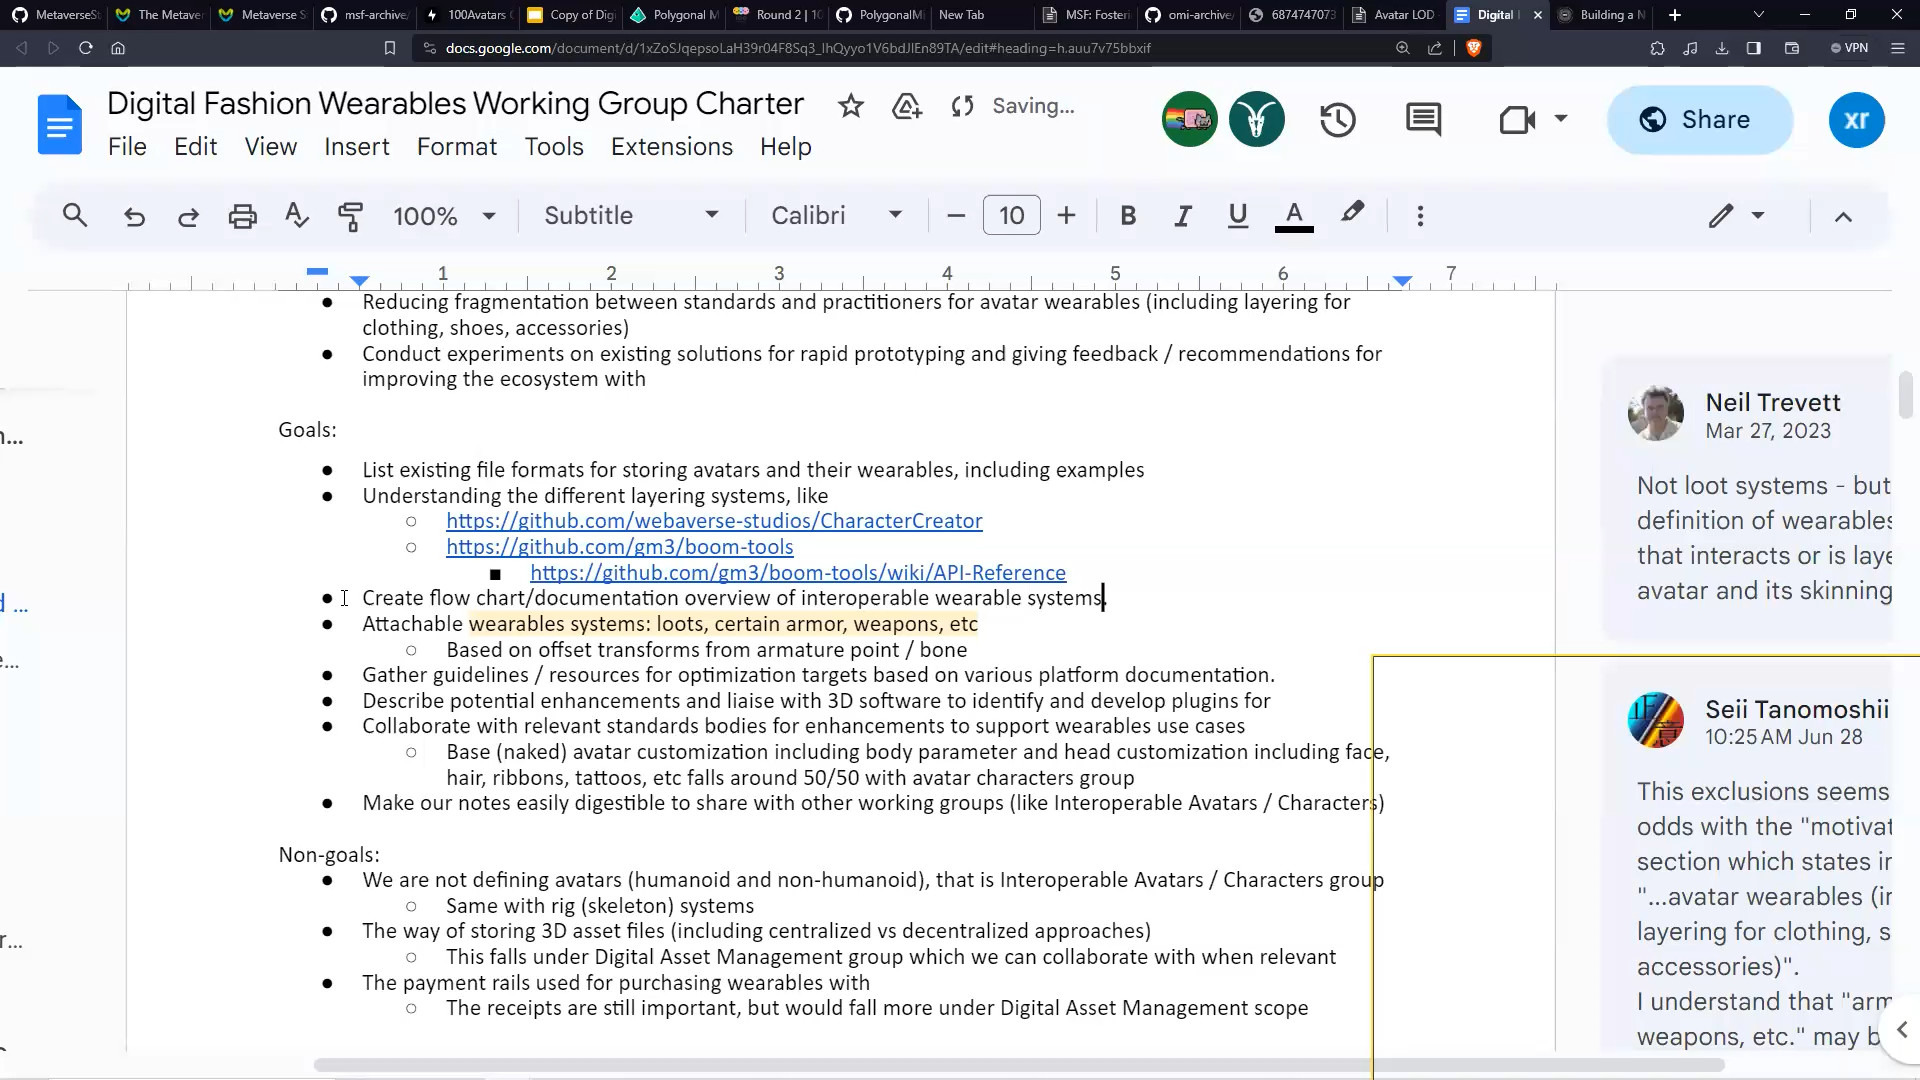 MetaverseSt
The Metaver
Metaverse S
msf-archive/
100Avatars
Copy of Dig
Polygonal M
Round 2 | 10
PolygonalMi
New Tab
MSF: Fosteri
omi-archive/
6874747073
Avatar LOD
Digital
Building a N
docs.google.com/document/d/1xZoSJqepsoLaH39r04F8Sq3_IhQyyo1V6bdJlEn89TA/edit#heading=h.auu7v75bbxif
VPN
Digital Fashion Wearables Working Group Charter
Saving...
Share
xr
File Edit View Insert Format Tools Extensions Help
100% Subtitle Calibri 10 B I U A
1 2 3 4 5 6 7
Reducing fragmentation between standards and practitioners for avatar wearables (including layering for
clothing, shoes, accessories)
Conduct experiments on existing solutions for rapid prototyping and giving feedback / recommendations for
improving the ecosystem with
Goals:
List existing file formats for storing avatars and their wearables, including examples
Understanding the different layering systems, like
https://github.com/webaverse-studios/CharacterCreator
https://github.com/gm3/boom-tools
https://github.com/gm3/boom-tools/wiki/API-Reference
Create flow chart/documentation overview of interoperable wearable systems.
Attachable wearables systems: loots, certain armor, weapons, etc
Based on offset transforms from armature point / bone
Gather guidelines / resources for optimization targets based on various platform documentation.
Describe potential enhancements and liaise with 3D software to identify and develop plugins for
Collaborate with relevant standards bodies for enhancements to support wearables use cases
Base (naked) avatar customization including body parameter and head customization including face,
hair, ribbons, tattoos, etc falls around 50/50 with avatar characters group
Make our notes easily digestible to share with other working groups (like Interoperable Avatars / Characters)
Non-goals:
We are not defining avatars (humanoid and non-humanoid), that is Interoperable Avatars / Characters group
Same with rig (skeleton) systems
The way of storing 3D asset files (including centralized vs decentralized approaches)
This falls under Digital Asset Management group which we can collaborate with when relevant
The payment rails used for purchasing wearables with
The receipts are still important, but would fall more under Digital Asset Management scope
Neil Trevett
Mar 27, 2023
Not loot systems - but
definition of wearables
that interacts or is laye
avatar and its skinning
Seii Tanomoshii
10:25 AM Jun 28
This exclusions seems
odds with the "motivat
section which states in
"...avatar wearables (in
layering for clothing, s
accessories)".
I understand that "arm
weapons, etc." may b